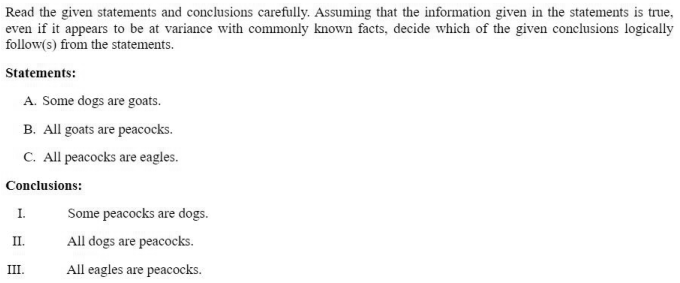 Read the given statements and conclusions carefully. Assuming that the information given in the statements is true,
even if it appears to be at variance with commonly known facts, decide which of the given conclusions logically
follow(s) from the statements.
Statements:
A. Some dogs are goats.
B. All goats are peacocks.
C. All peacocks are eagles.
Conclusions:
I. Some peacocks are dogs.
II. All dogs are peacocks.
III. All eagles are peacocks.